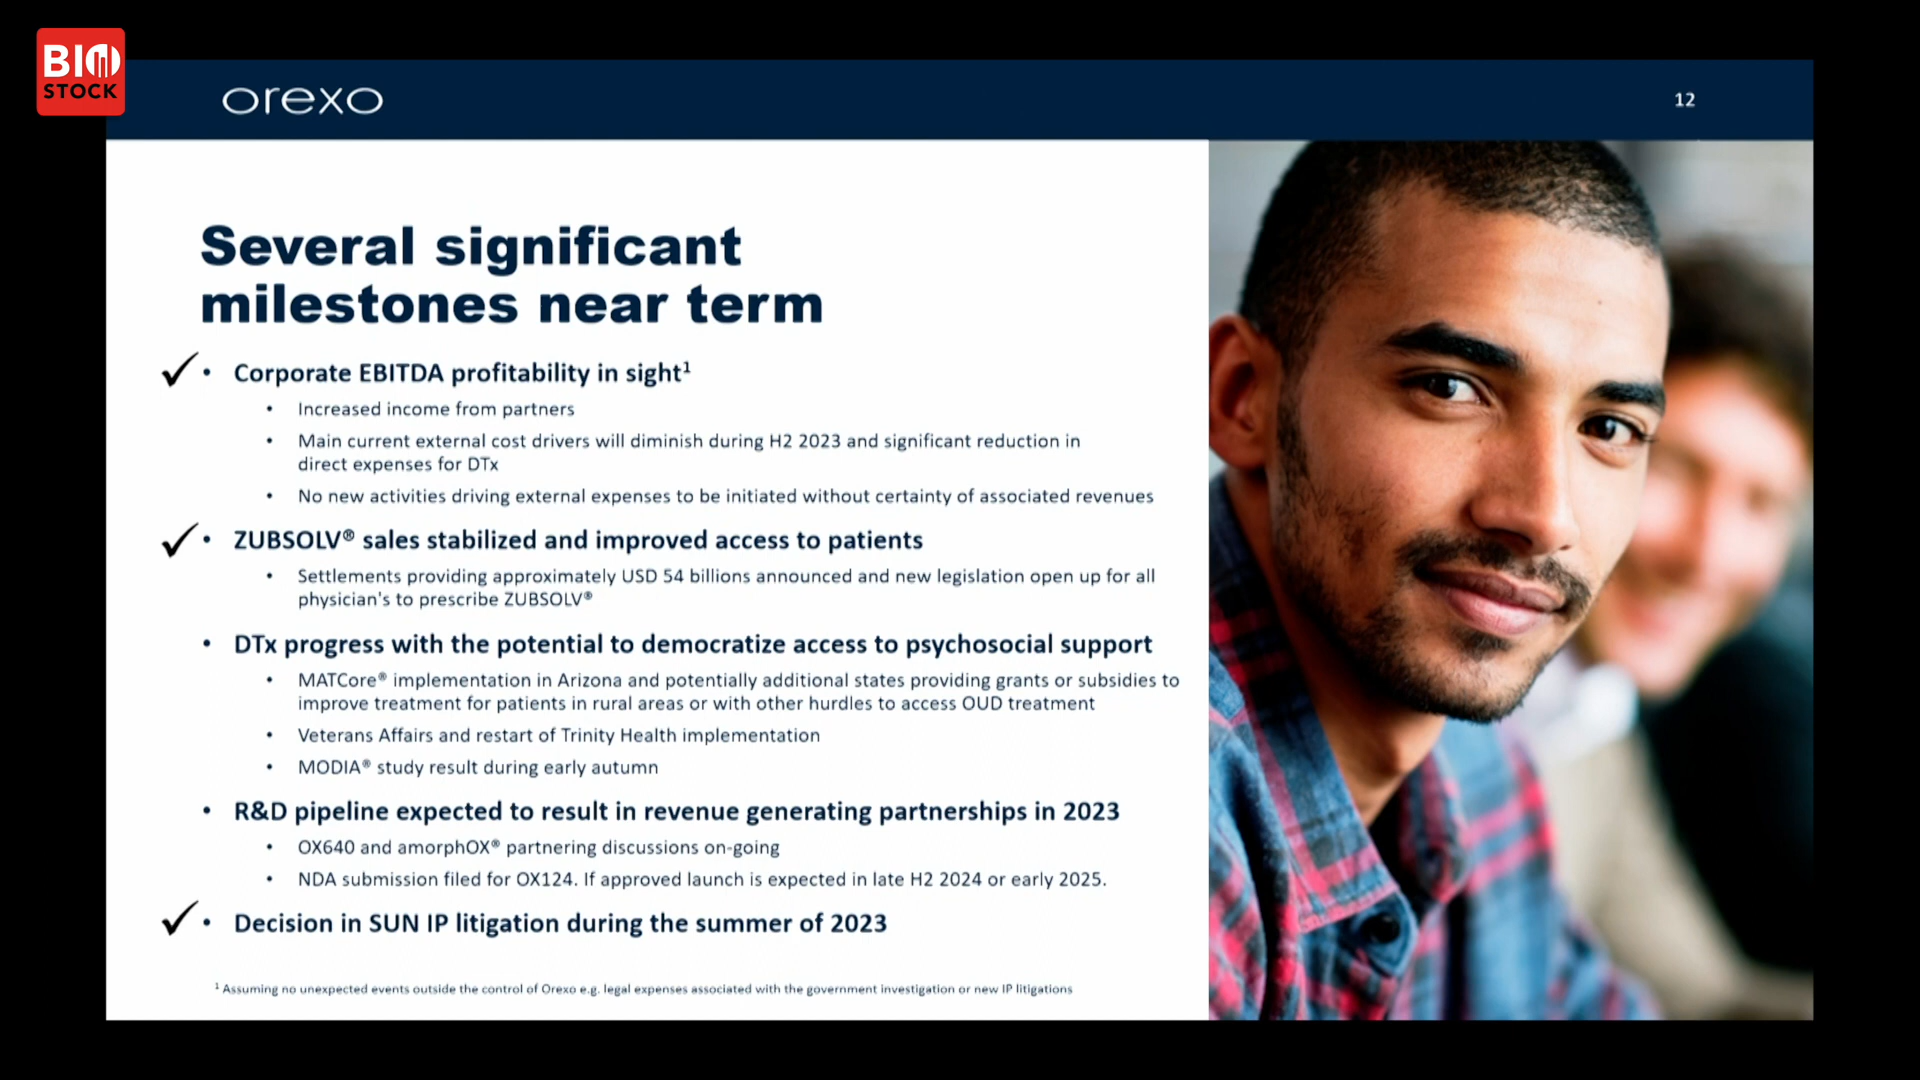 BIO
STOCK
orexo
12
Several significant
milestones near term
✓ • Corporate EBITDA profitability in sight¹
• Increased income from partners
• Main current external cost drivers will diminish during H2 2023 and significant reduction in
direct expenses for DTx
• No new activities driving external expenses to be initiated without certainty of associated revenues
✓ • ZUBSOLV® sales stabilized and improved access to patients
• Settlements providing approximately USD 54 billions announced and new legislation open up for all
physician's to prescribe ZUBSOLV®
• DTx progress with the potential to democratize access to psychosocial support
• MATCore® implementation in Arizona and potentially additional states providing grants or subsidies to
improve treatment for patients in rural areas or with other hurdles to access OUD treatment
• Veterans Affairs and restart of Trinity Health implementation
• MODIA® study result during early autumn
• R&D pipeline expected to result in revenue generating partnerships in 2023
• OX640 and amorphOX® partnering discussions on-going
• NDA submission filed for OX124. If approved launch is expected in late H2 2024 or early 2025.
✓ • Decision in SUN IP litigation during the summer of 2023
¹ Assuming no unexpected events outside the control of Orexo e.g. legal expenses associated with the government investigation or new IP litigations